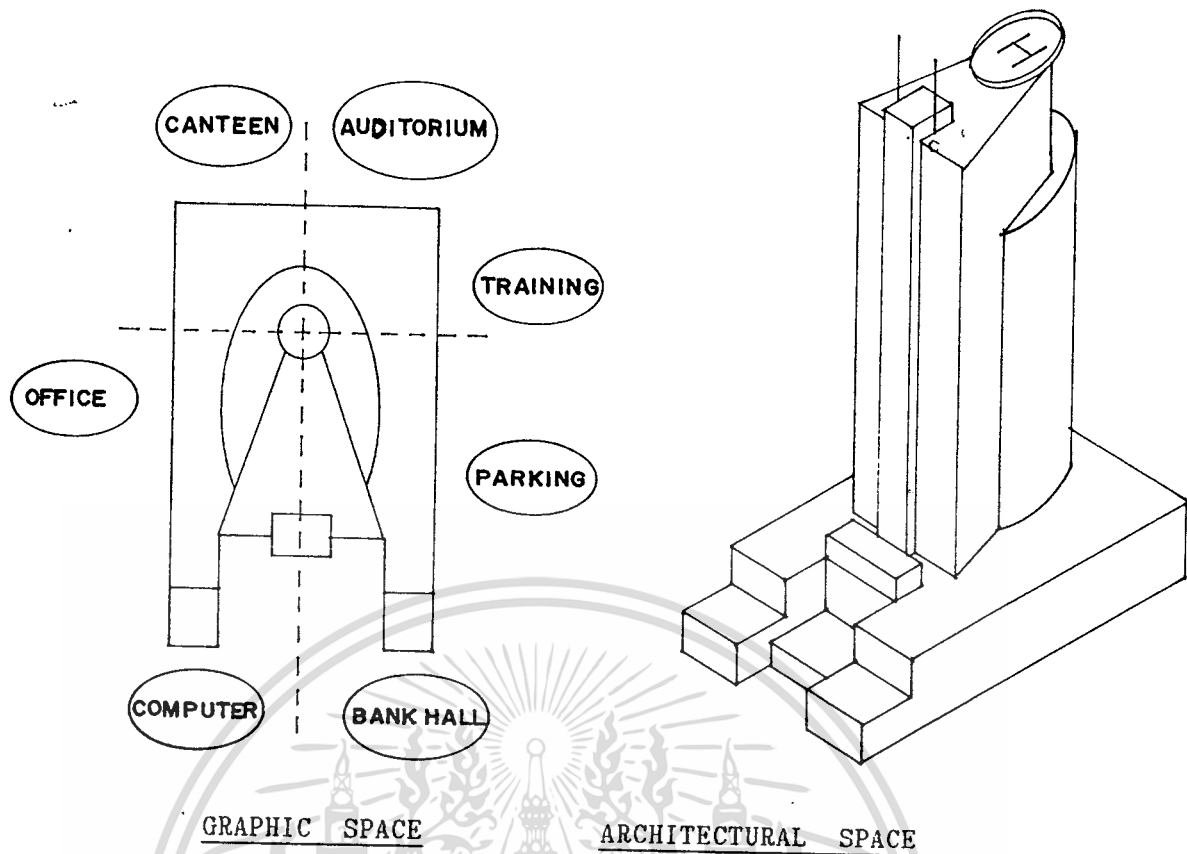 CANTEEN
AUDITORIUM
TRAINING
OFFICE
PARKING
COMPUTER
BANK HALL
H
GRAPHIC SPACE
ARCHITECTURAL SPACE